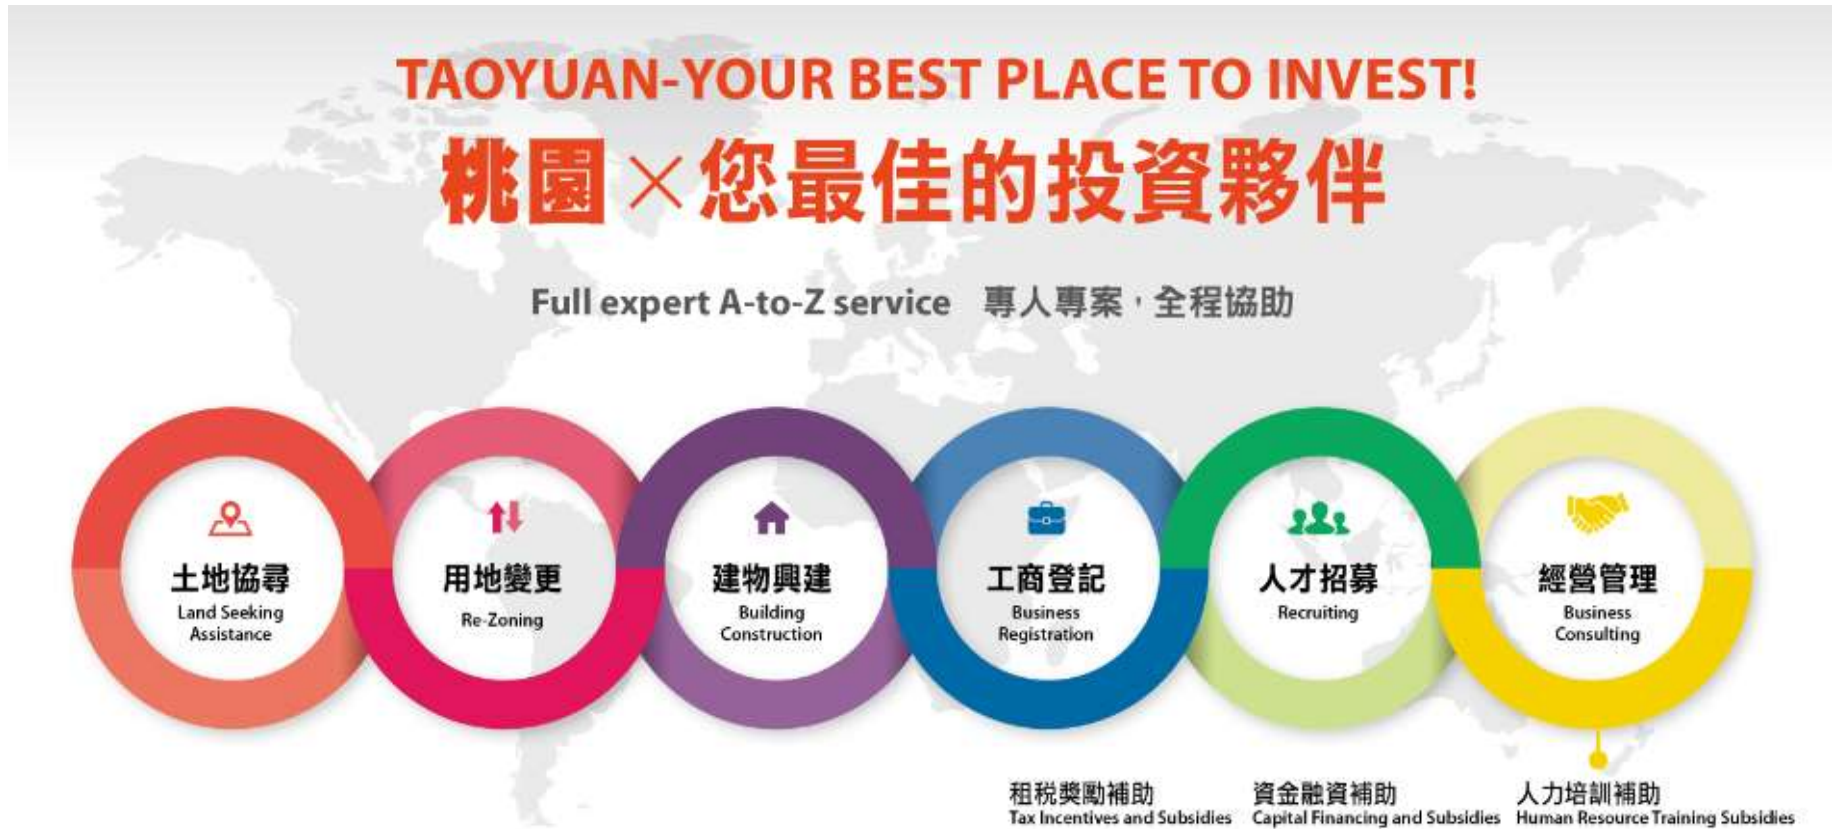 TAOYUAN-YOUR BEST PLACE TO INVEST!
桃園×您最佳的投資夥伴
Full expert A-to-Z service 專人專案，全程協助
土地協尋
Land Seeking
Assistance
用地變更
Re-Zoning
建物興建
Building
Construction
工商登記
Business
Registration
人才招募
Recruiting
經營管理
Business
Consulting
租稅獎勵補助
Tax Incentives and Subsidies
資金融資補助
Capital Financing and Subsidies
人力培訓補助
Human Resource Training Subsidies